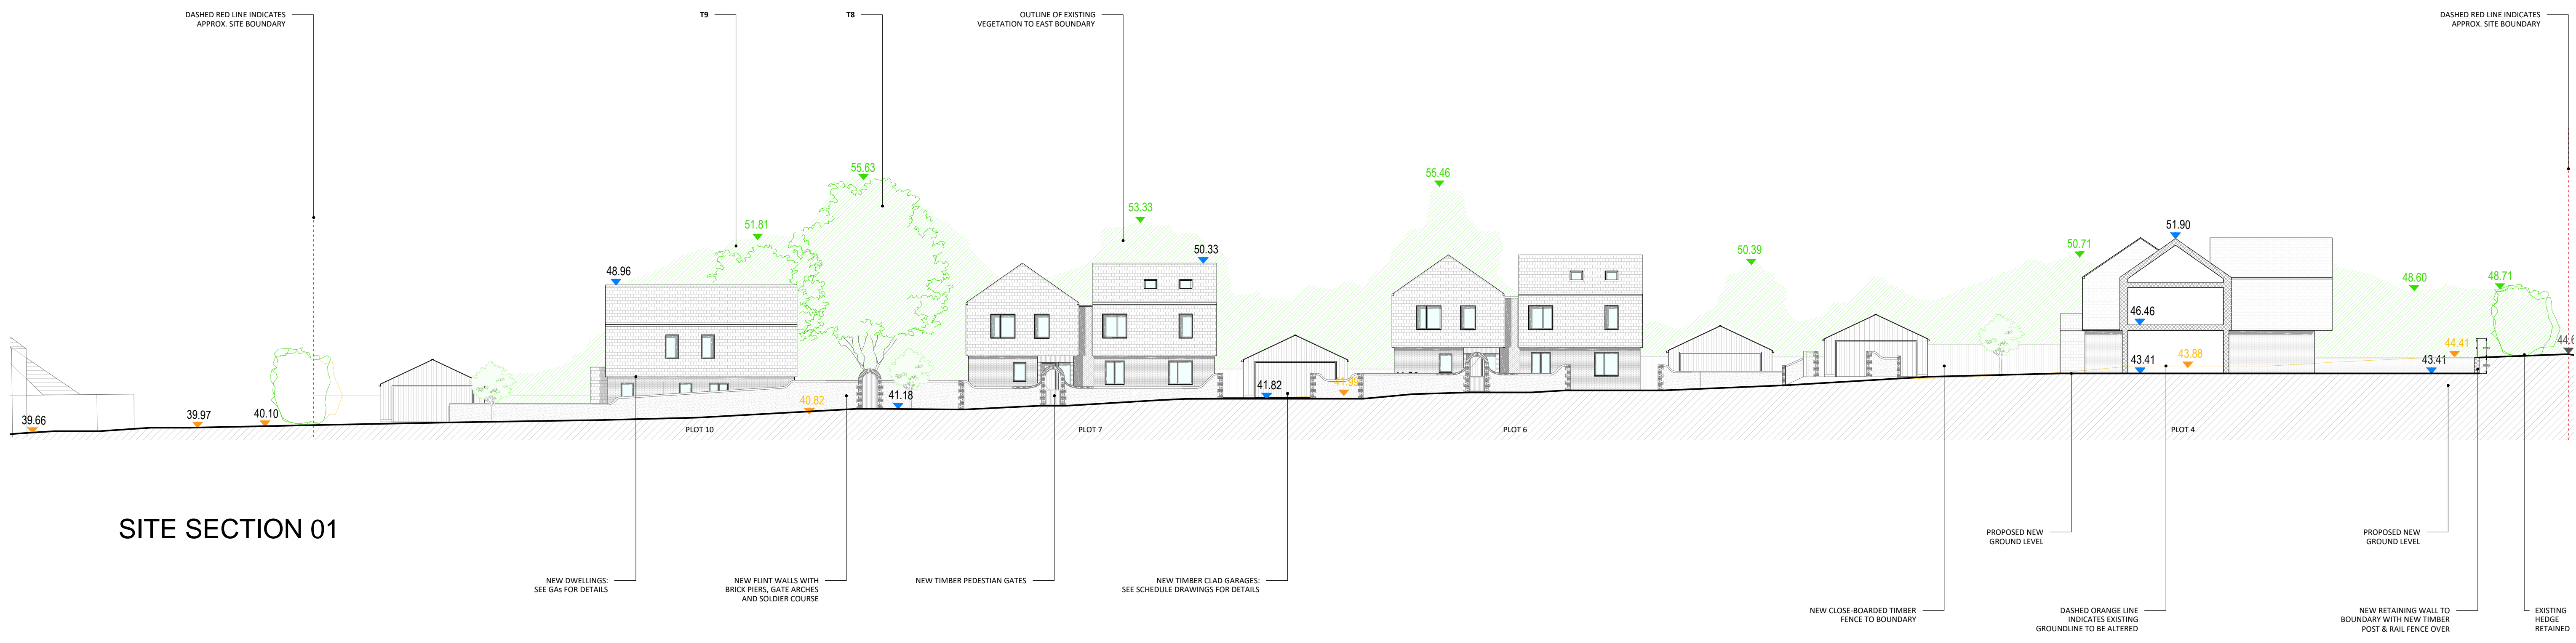 DASHED RED LINE INDICATES
APPROX. SITE BOUNDARY
T9
T8
OUTLINE OF EXISTING
VEGETATION TO EAST BOUNDARY
DASHED RED LINE INDICATES
APPROX. SITE BOUNDARY
55.63
55.46
53.33
51.81
51.90
50.33
50.39
50.71
48.96
48.60
48.71
46.46
44.41
43.41
43.88
43.41
41.82
41.18
40.82
40.10
39.97
39.66
PLOT 10
PLOT 7
PLOT 6
PLOT 4
SITE SECTION 01
PROPOSED NEW
GROUND LEVEL
PROPOSED NEW
GROUND LEVEL
NEW DWELLINGS:
SEE GAs FOR DETAILS
NEW FLINT WALLS WITH
BRICK PIERS, GATE ARCHES
AND SOLDIER COURSE
NEW TIMBER PEDESTIAN GATES
NEW TIMBER CLAD GARAGES:
SEE SCHEDULE DRAWINGS FOR DETAILS
NEW CLOSE-BOARDED TIMBER
FENCE TO BOUNDARY
DASHED ORANGE LINE
INDICATES EXISTING
GROUNDLINE TO BE ALTERED
NEW RETAINING WALL TO
BOUNDARY WITH NEW TIMBER
POST & RAIL FENCE OVER
EXISTING
HEDGE
RETAINED